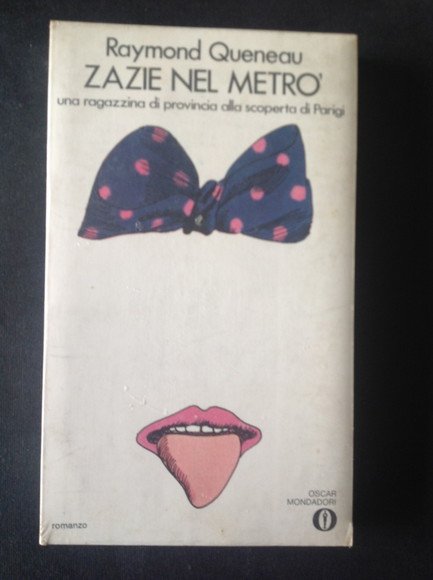 Raymond Queneau
ZAZIE NEL METRO'
una ragazzina di provincia alla scoperta di Parigi
OSCAR
MONDADORI
romanzo